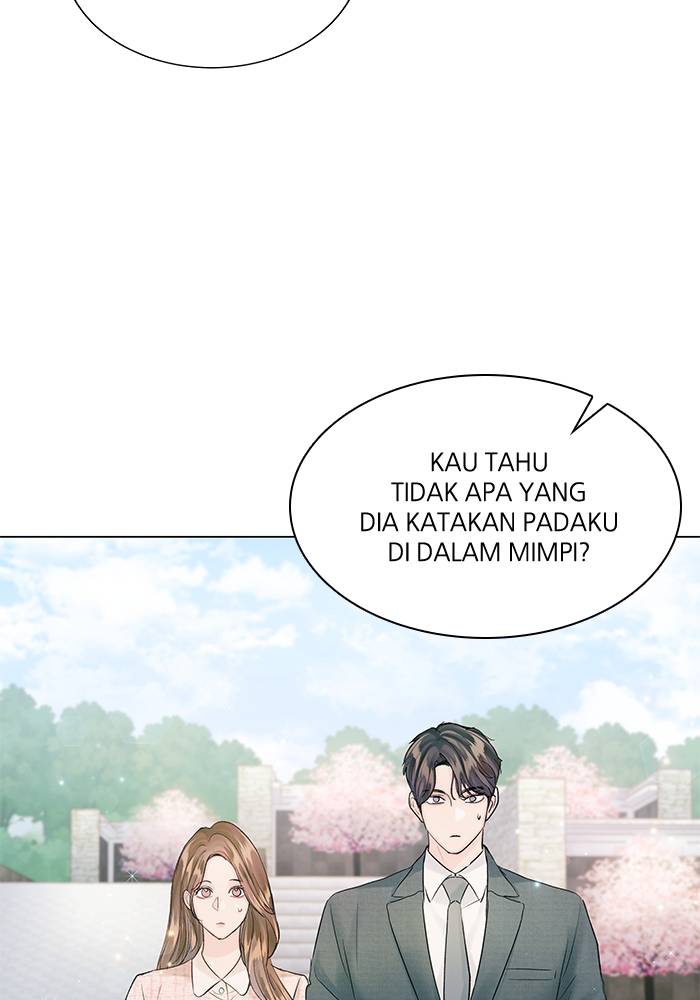 KAU TAHU
TIDAK APA YANG
DIA KATAKAN PADAKU
DI DALAM MIMPI?